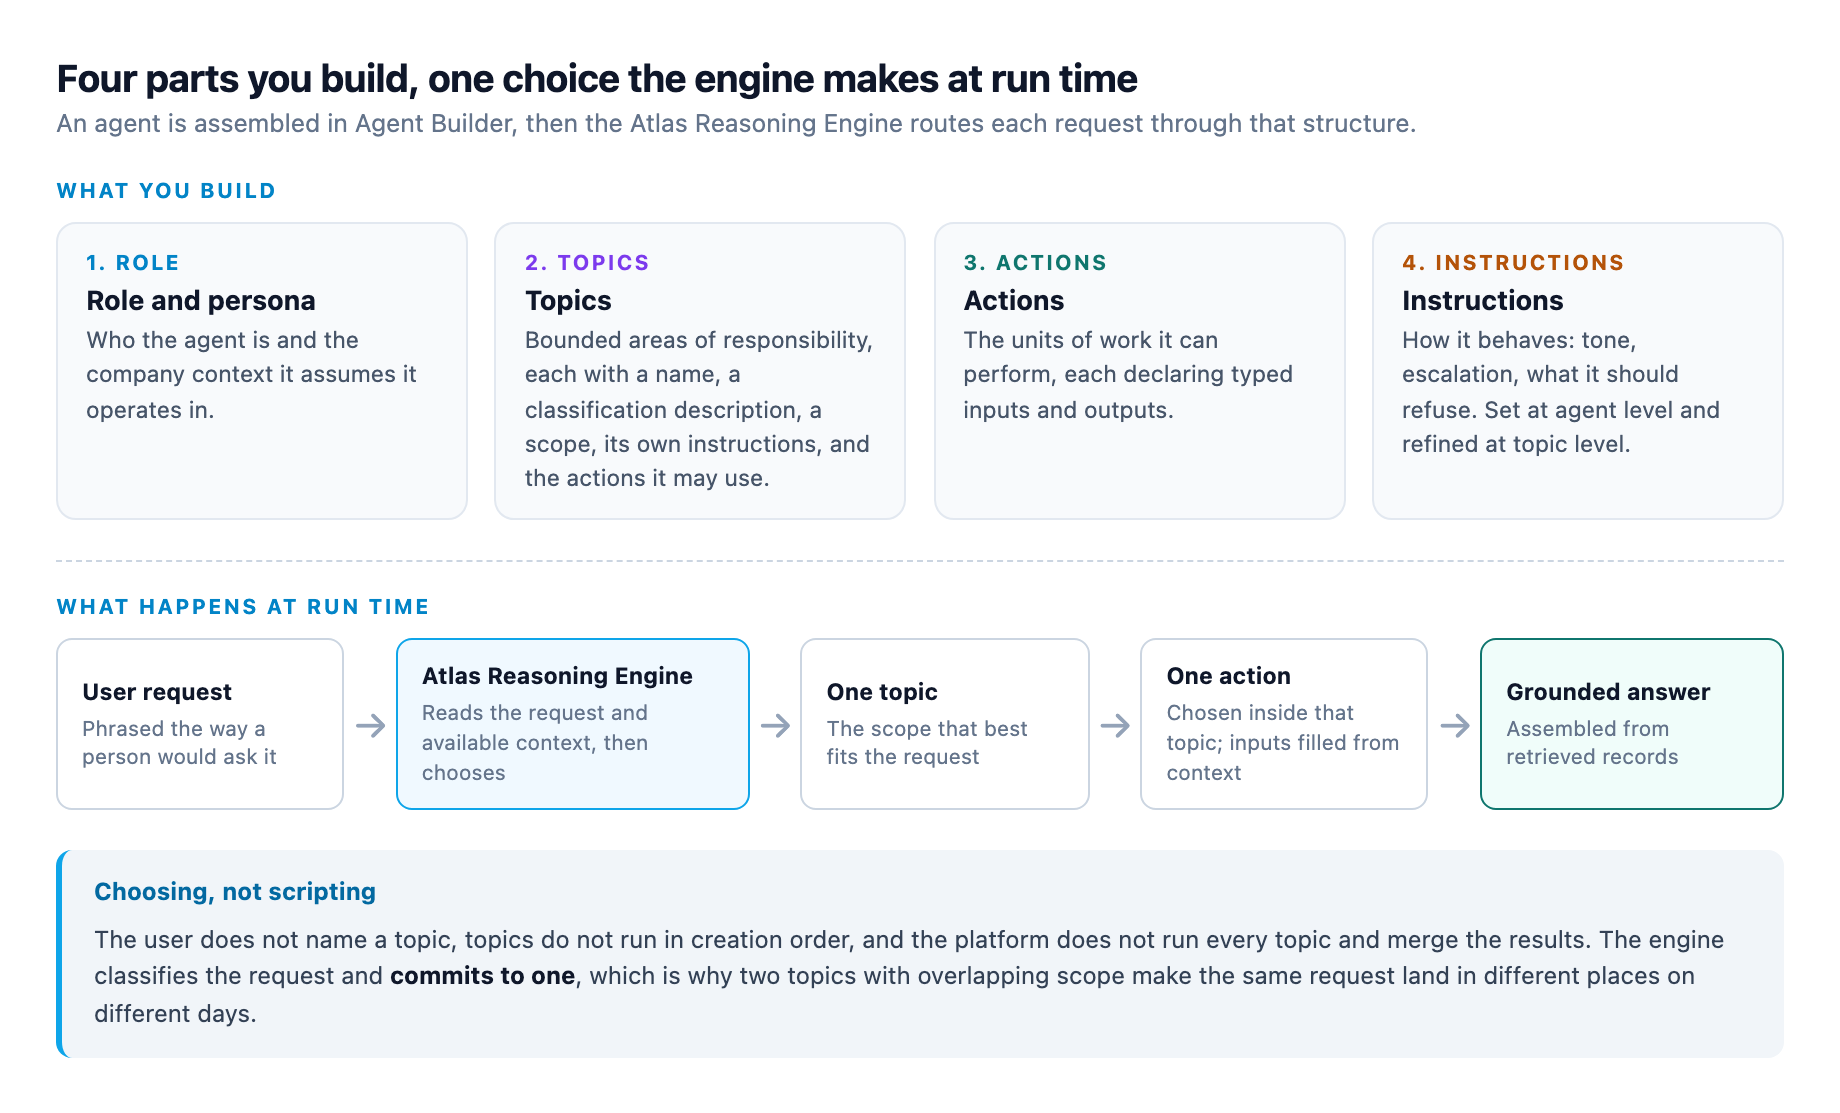 Four parts you build, one choice the engine makes at run time
An agent is assembled in Agent Builder, then the Atlas Reasoning Engine routes each request through that structure.
WHAT YOU BUILD
1. ROLE
Role and persona
Who the agent is and the
company context it assumes it
operates in.
2. TOPICS
Topics
Bounded areas of responsibility,
each with a name, a
classification description, a
scope, its own instructions, and
the actions it may use.
3. ACTIONS
Actions
The units of work it can
perform, each declaring typed
inputs and outputs.
4. INSTRUCTIONS
Instructions
How it behaves: tone,
escalation, what it should
refuse. Set at agent level and
refined at topic level.
WHAT HAPPENS AT RUN TIME
User request
Phrased the way a
person would ask it
Atlas Reasoning Engine
Reads the request and
available context, then
chooses
One topic
The scope that best
fits the request
One action
Chosen inside that
topic; inputs filled from
context
Grounded answer
Assembled from
retrieved records
Choosing, not scripting
The user does not name a topic, topics do not run in creation order, and the platform does not run every topic and merge the results. The engine
classifies the request and commits to one, which is why two topics with overlapping scope make the same request land in different places on
different days.